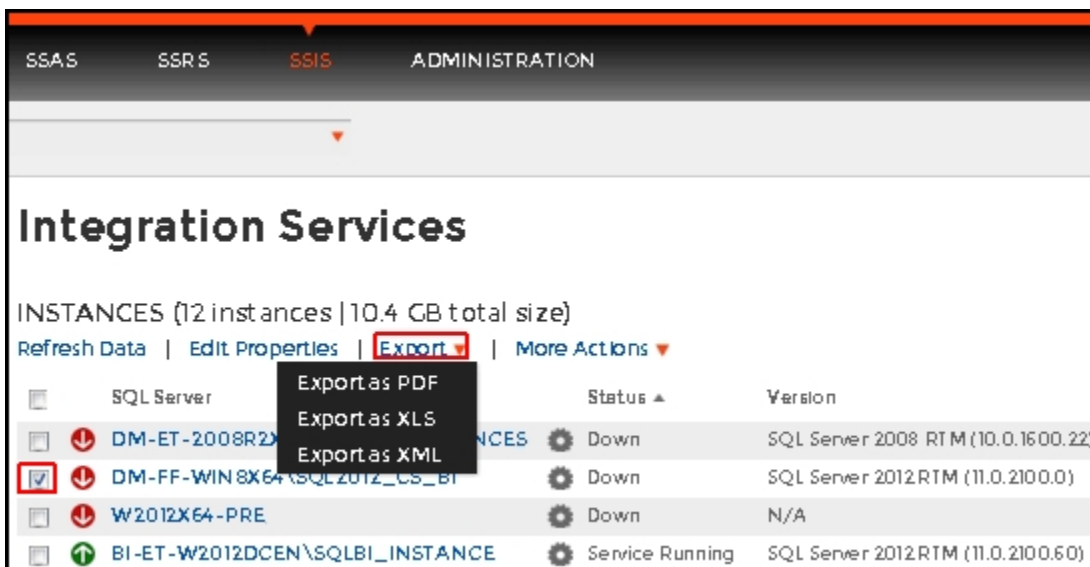 SSAS SSRS SSIS ADMINISTRATION
Integration Services
INSTANCES (12 instances | 10.4 GB total size)
Refresh Data | Edit Properties | Export | More Actions
Export as PDF
Export as XLS
Export as XML
SQL Server Status Version
DM-ET-2008R2 NCES Down SQL Server 2008 RTM (10.0.1600.22)
DM-FF-WIN8X64\SQL2012_CS_BI Down SQL Server 2012 RTM (11.0.2100.0)
W2012X64-PRE Down N/A
BI-ET-W2012DCEN\SQLBI_INSTANCE Service Running SQL Server 2012 RTM (11.0.2100.60)